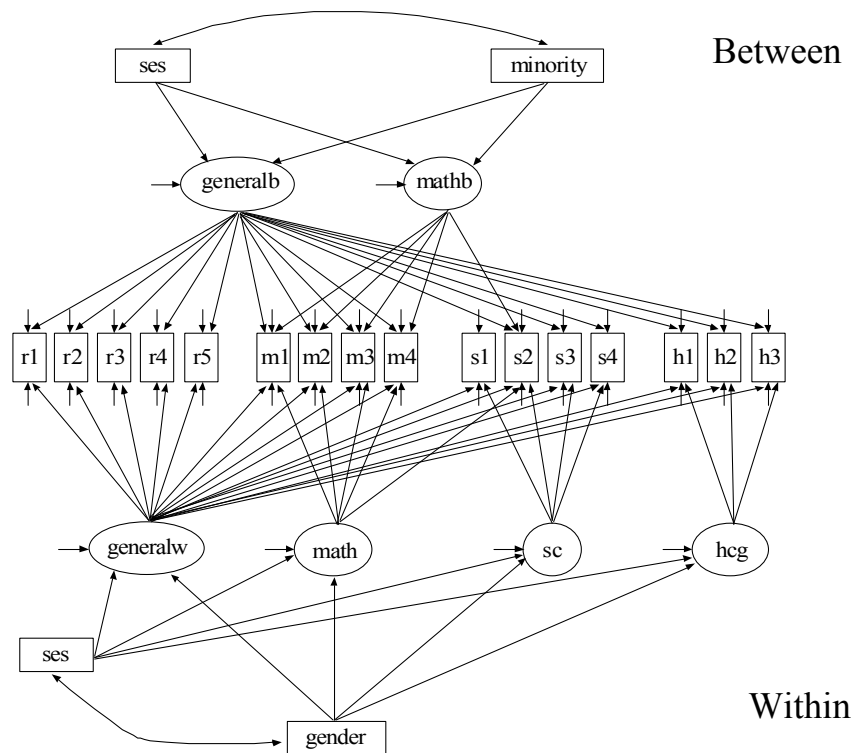 Between
ses minority
generalb mathb
r1 r2 r3 r4 r5 m1 m2 m3 m4 s1 s2 s3 s4 h1 h2 h3
generalw math sc hcg
ses
Within
gender